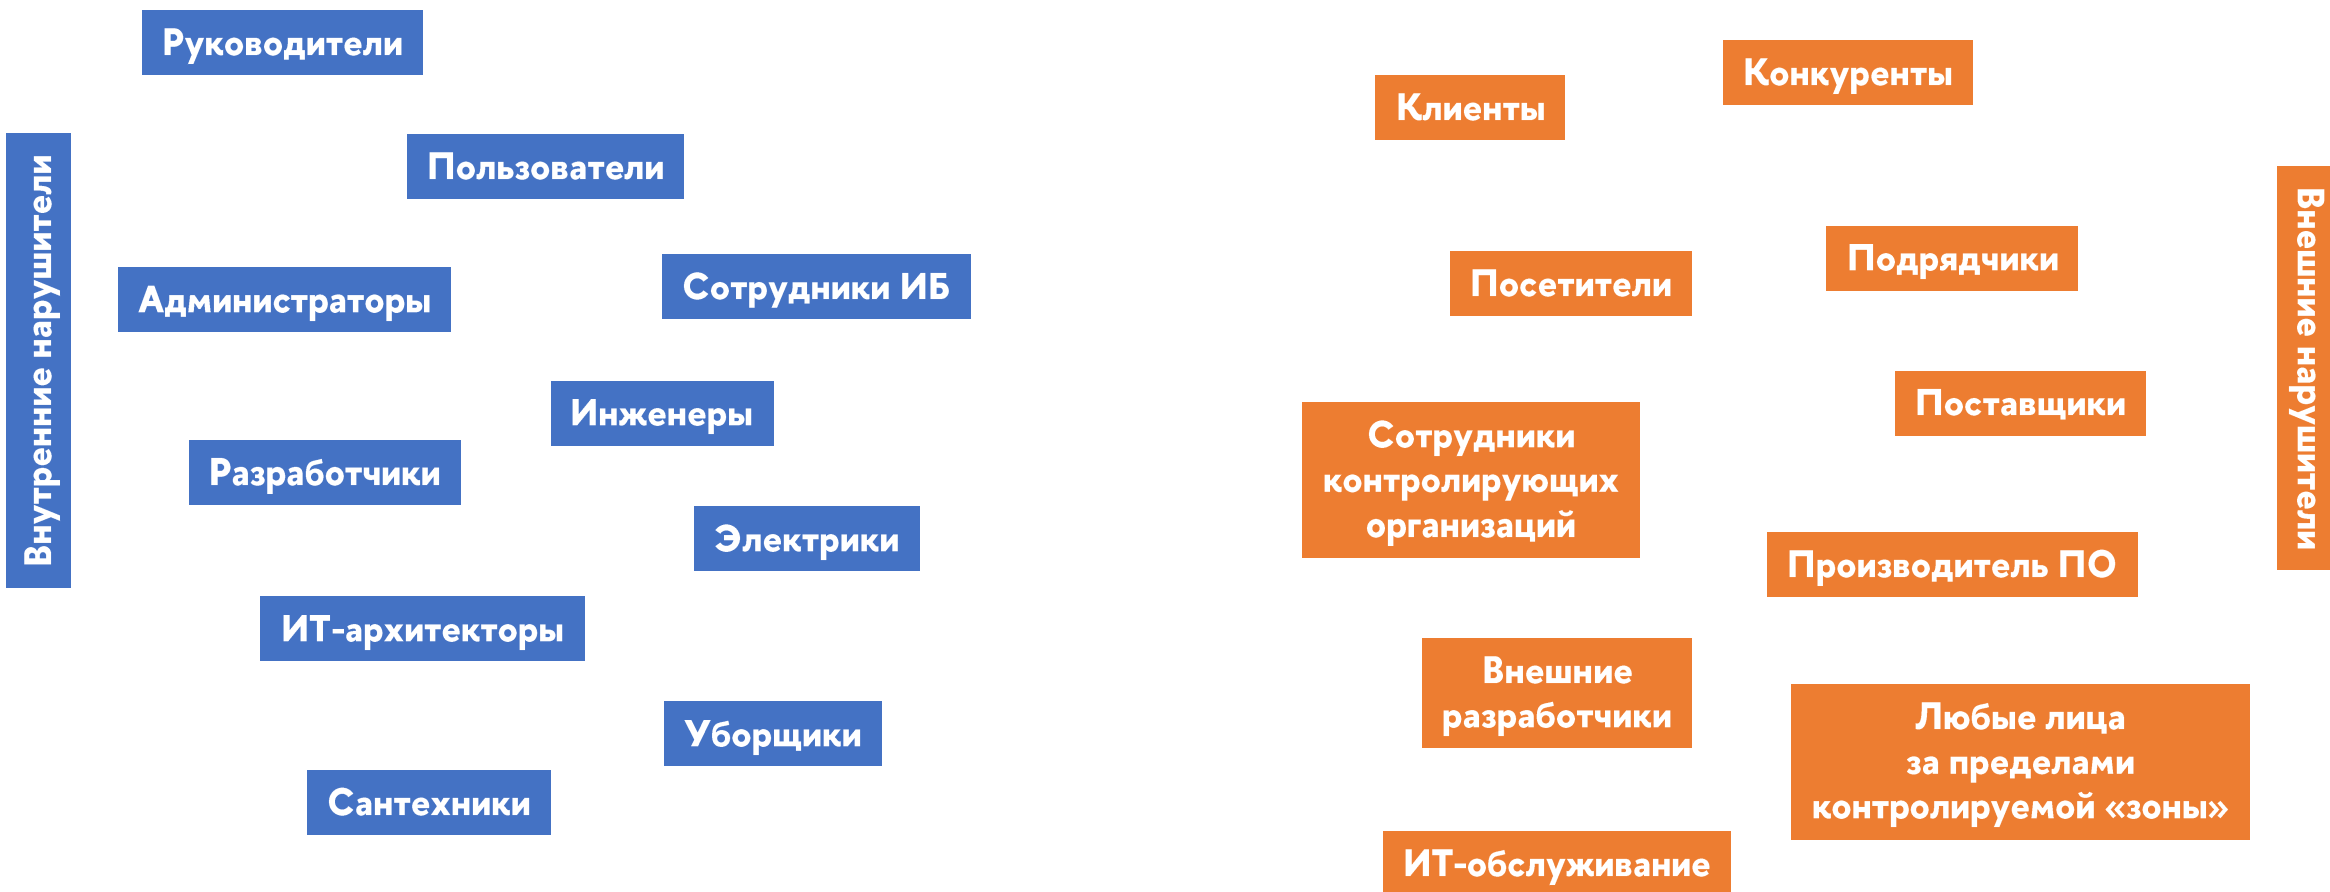 Внутренние нарушители
Руководители
Пользователи
Администраторы
Сотрудники ИБ
Инженеры
Разработчики
Электрики
ИТ-архитекторы
Уборщики
Сантехники
Клиенты
Конкуренты
Посетители
Подрядчики
Поставщики
Сотрудники
контролирующих
организаций
Производитель ПО
Внешние
разработчики
Любые лица
за пределами
контролируемой «зоны»
ИТ-обслуживание
Внешние нарушители